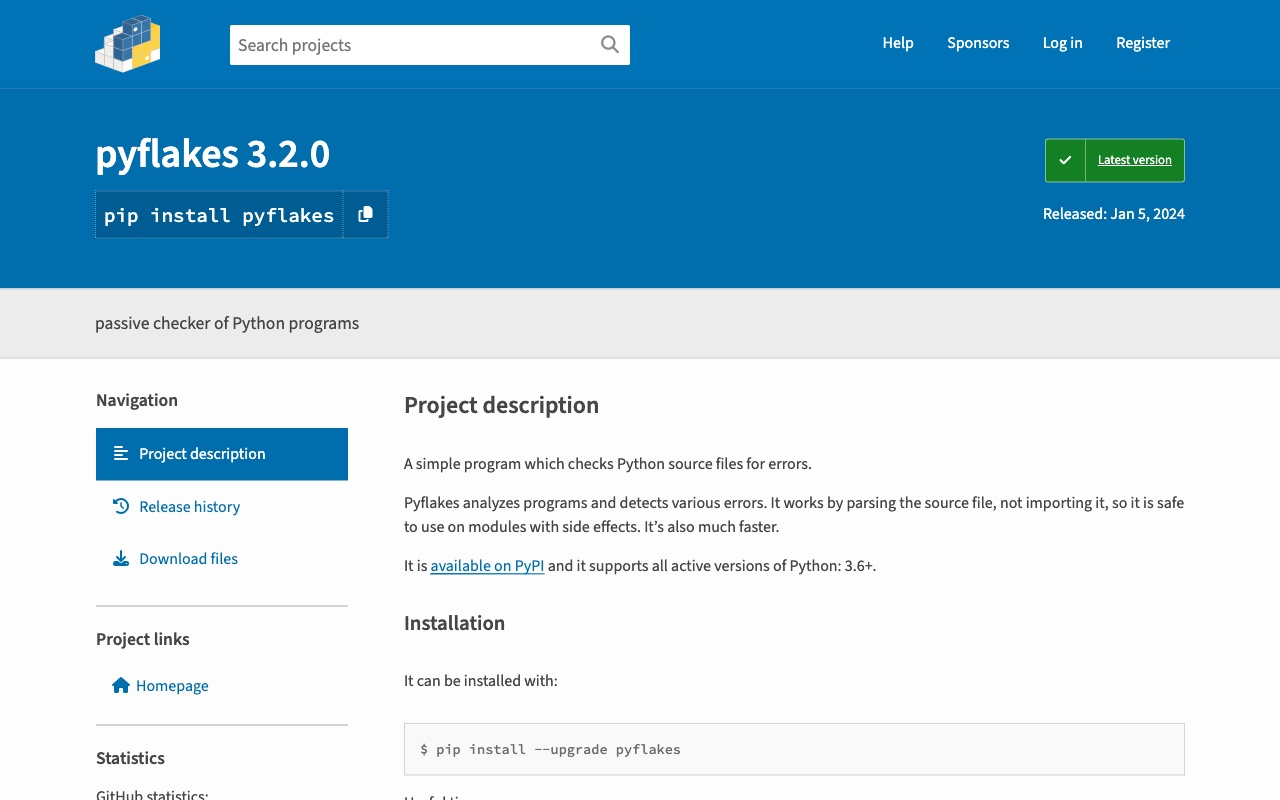 Search projects
Help
Sponsors
Log in
Register
pyflakes 3.2.0
pip install pyflakes
Latest version
Released: Jan 5, 2024
passive checker of Python programs
Navigation
Project description
Release history
Download files
Project links
Homepage
Statistics
GitHub statistics:
Project description
A simple program which checks Python source files for errors.
Pyflakes analyzes programs and detects various errors. It works by parsing the source file, not importing it, so it is safe
to use on modules with side effects. It’s also much faster.
It is available on PyPI and it supports all active versions of Python: 3.6+.
Installation
It can be installed with:
$ pip install --upgrade pyflakes